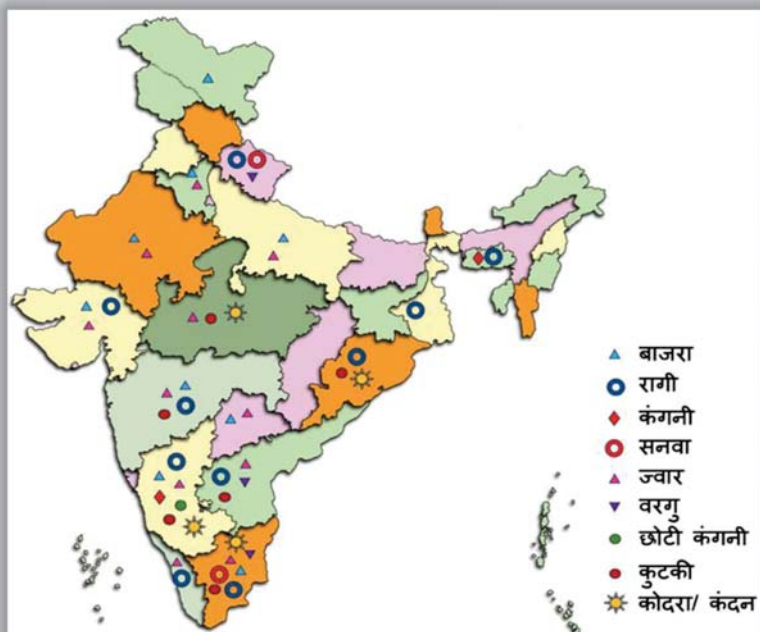 बाजरा
रागी
कंगनी
सनवा
ज्वार
वरगु
छोटी कंगनी
कुटकी
कोदरा/ कंदन